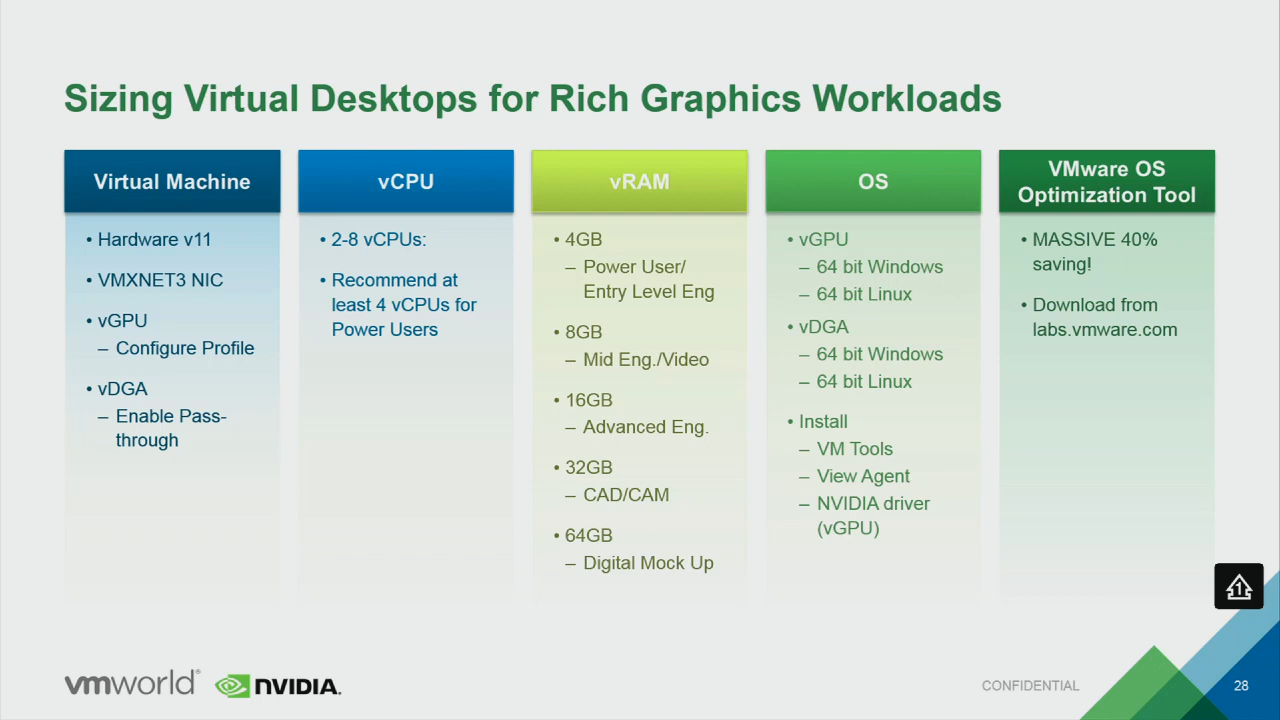 Sizing Virtual Desktops for Rich Graphics Workloads
Virtual Machine
• Hardware v11
• VMXNET3 NIC
• vGPU
– Configure Profile
• vDGA
– Enable Pass-
through
vCPU
• 2-8 vCPUs:
• Recommend at
least 4 vCPUs for
Power Users
vRAM
• 4GB
– Power User/
Entry Level Eng
• 8GB
– Mid Eng./Video
• 16GB
– Advanced Eng.
• 32GB
– CAD/CAM
• 64GB
– Digital Mock Up
OS
• vGPU
– 64 bit Windows
– 64 bit Linux
• vDGA
– 64 bit Windows
– 64 bit Linux
• Install
– VM Tools
– View Agent
– NVIDIA driver
(vGPU)
VMware OS
Optimization Tool
• MASSIVE 40%
saving!
• Download from
labs.vmware.com
1
vmworld®
NVIDIA.
CONFIDENTIAL
28